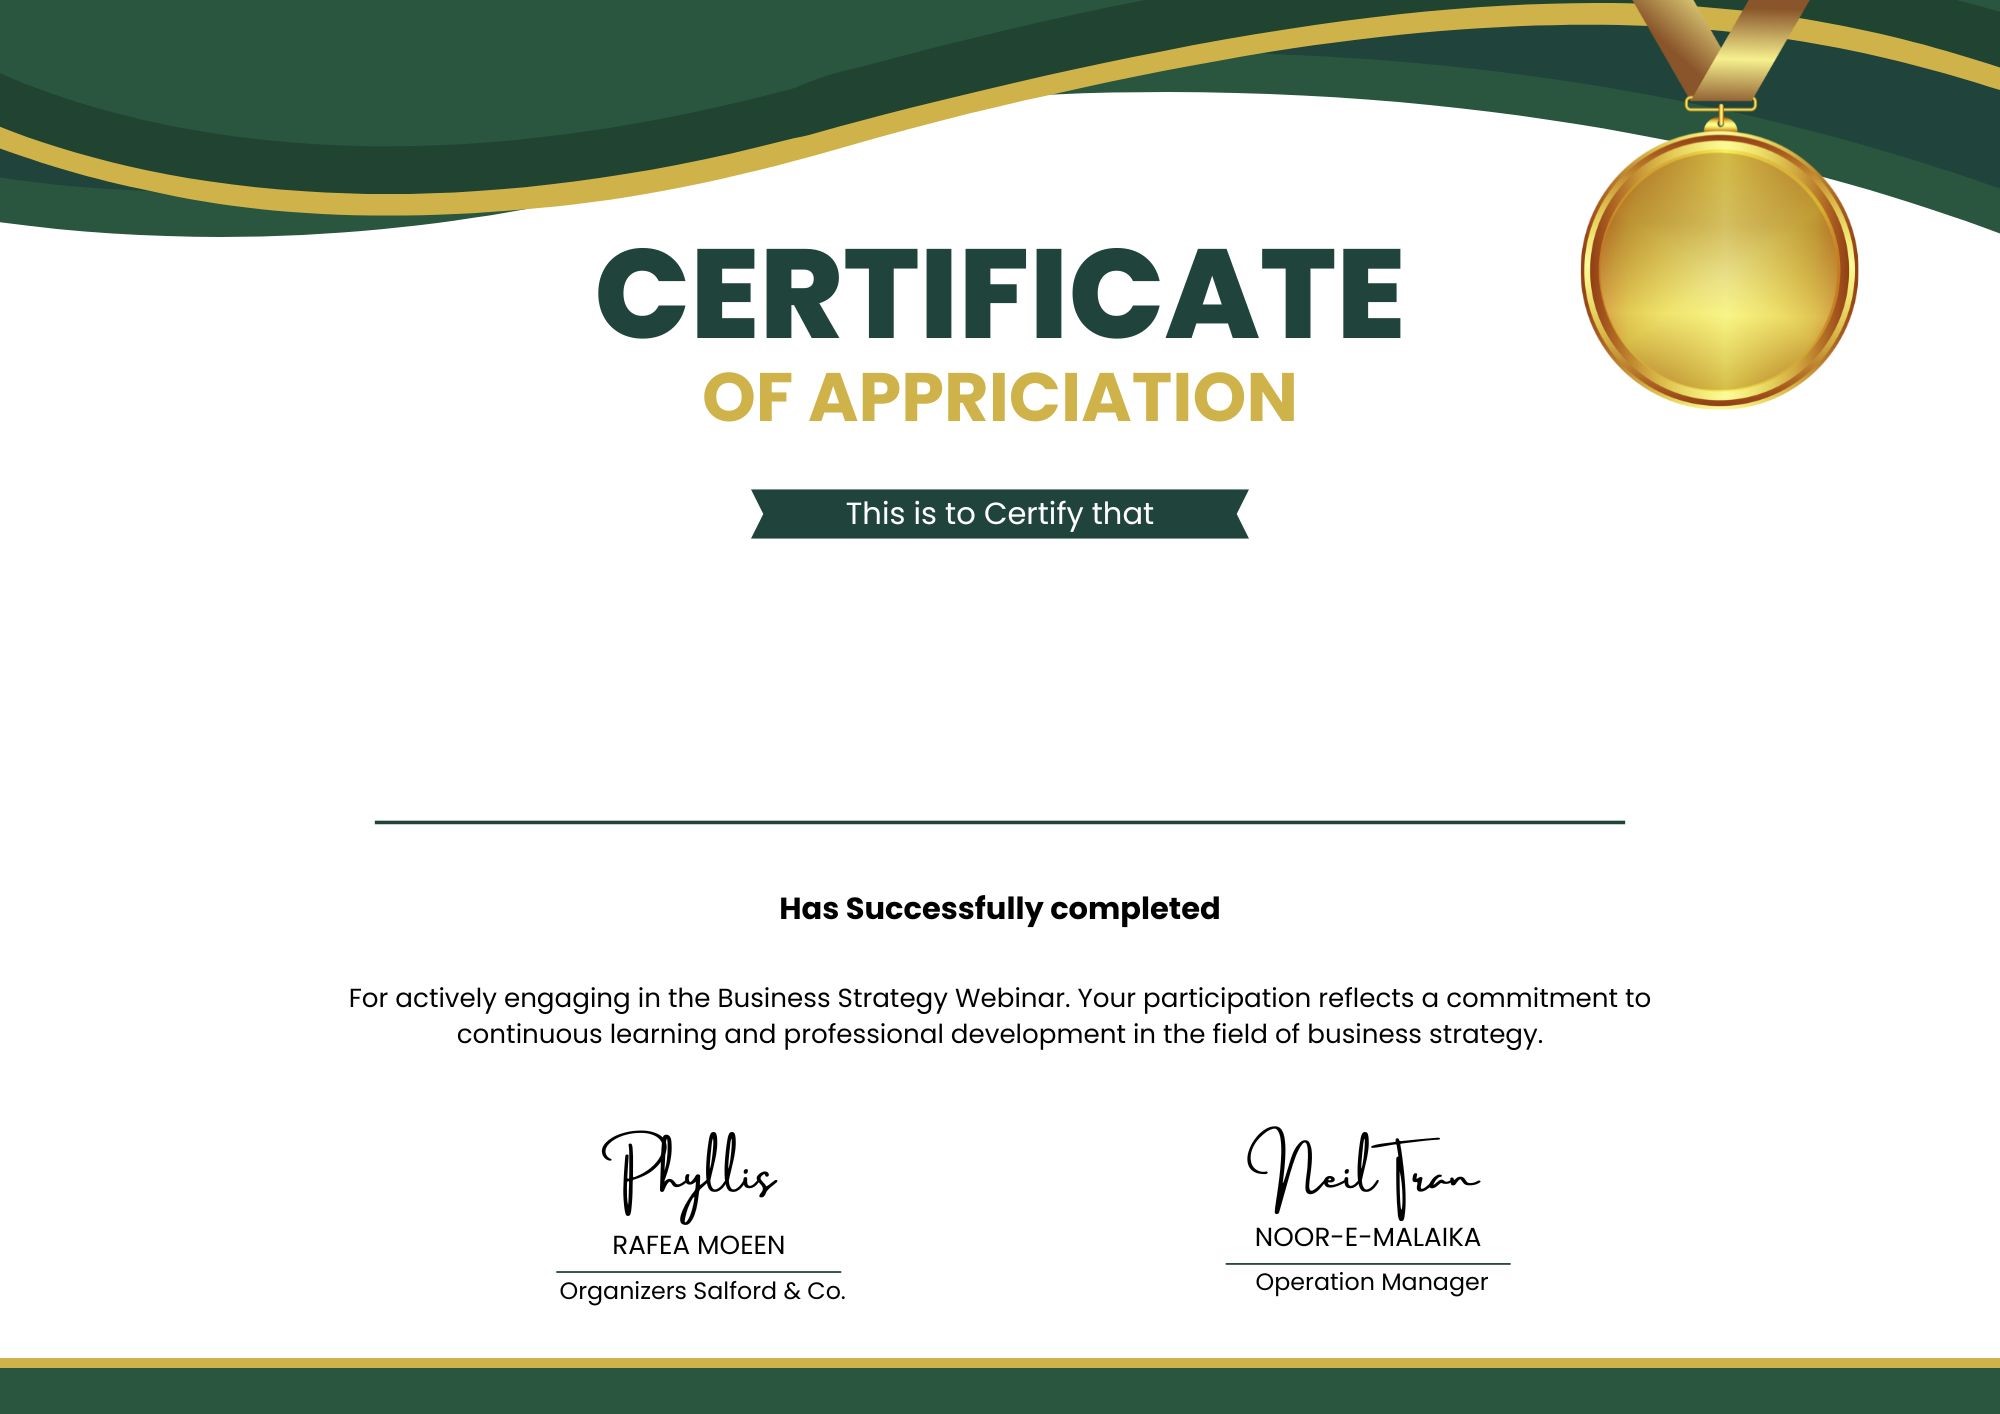 CERTIFICATE
OF APPRICIATION
This is to Certify that
Has Successfully completed
For actively engaging in the Business Strategy Webinar. Your participation reflects a commitment to
continuous learning and professional development in the field of business strategy.
Phyllis
Neil Tran
RAFEA MOEEN
NOOR-E-MALAIKA
Organizers Salford & Co.
Operation Manager